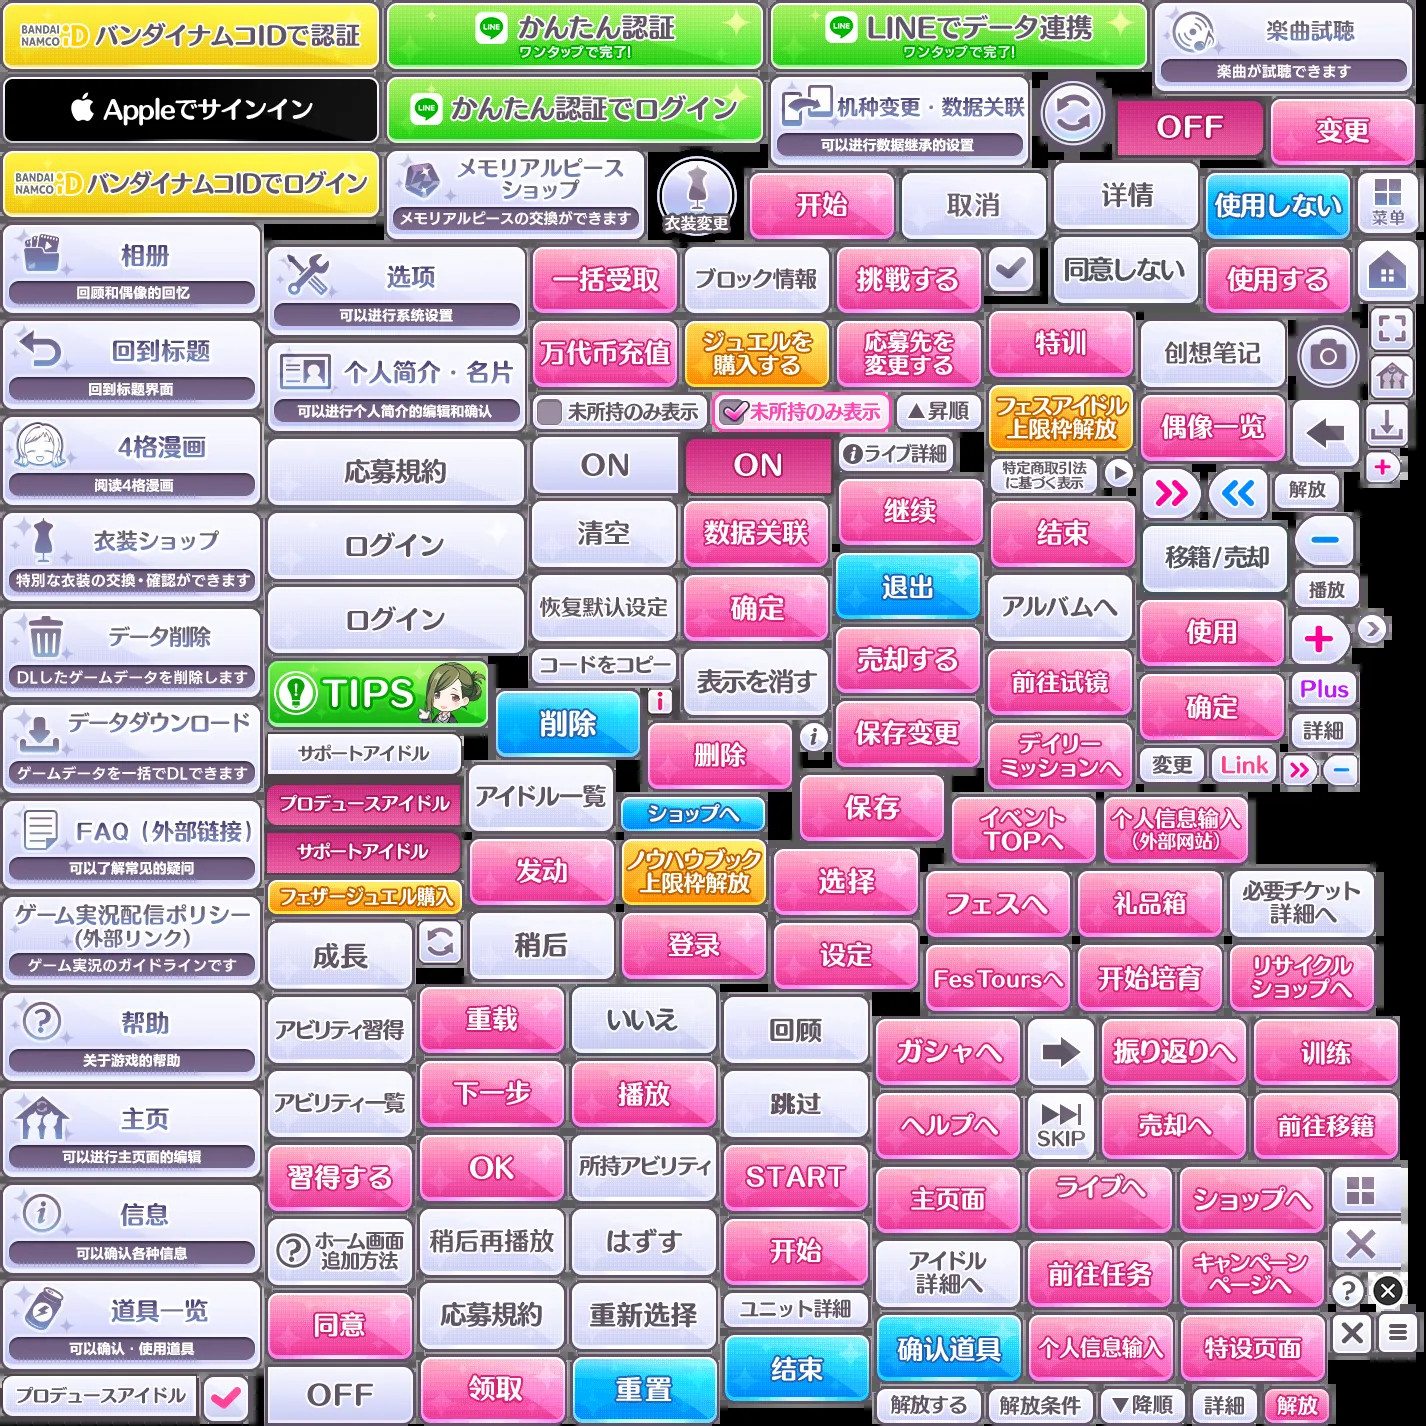 BANDAI NAMCO iD バンダイナムコIDで認証
LINE かんたん認証
ワンタップで完了!
LINE LINEでデータ連携
ワンタップで完了!
楽曲試聴
楽曲が試聴できます
Appleでサインイン
LINE かんたん認証でログイン
机种变更・数据关联
可以进行数据继承的设置
OFF
变更
BANDAI NAMCO iD バンダイナムコIDでログイン
メモリアルピース
ショップ
メモリアルピースの交換ができます
衣装変更
开始
取消
详情
使用しない
菜单
相册
回顾和偶像的回忆
选项
可以进行系统设置
一括受取
ブロック情報
挑戦する
同意しない
使用する
回到标题
回到标题界面
个人简介・名片
可以进行个人简介的编辑和确认
万代币充值
ジュエルを
購入する
応募先を
変更する
特训
创想笔记
未所持のみ表示
未所持のみ表示
▲昇順
フェスアイドル
上限枠解放
偶像一览
4格漫画
阅读4格漫画
応募規約
ON
ON
ライブ詳細
特定商取引法
に基づく表示
解放
衣装ショップ
特別な衣装の交換・確認ができます
ログイン
清空
数据关联
继续
结束
移籍/売却
播放
データ削除
DLしたゲームデータを削除します
ログイン
恢复默认设定
确定
退出
アルバムへ
使用
コードをコピー
表示を消す
売却する
前往试镜
确定
Plus
詳細
TIPS
削除
删除
保存变更
デイリー
ミッションへ
変更
Link
データダウンロード
ゲームデータを一括でDLできます
サポートアイドル
プロデュースアイドル
サポートアイドル
フェザージュエル購入
アイドル一覧
ショップへ
保存
イベント
TOPへ
个人信息输入
(外部网站)
FAQ(外部链接)
可以了解常见的疑问
发动
ノウハウブック
上限枠解放
选择
フェスへ
礼品箱
必要チケット
詳細へ
ゲーム実況配信ポリシー
(外部リンク)
ゲーム実況のガイドラインです
成長
稍后
登录
设定
Fes Toursへ
开始培育
リサイクル
ショップへ
帮助
关于游戏的帮助
アビリティ習得
重载
いいえ
回顾
ガシャへ
振り返りへ
训练
主页
可以进行主页面的编辑
アビリティ一覧
下一步
播放
跳过
ヘルプへ
SKIP
売却へ
前往移籍
習得する
OK
所持アビリティ
START
主页面
ライブへ
ショップへ
信息
可以确认各种信息
ホーム画面
追加方法
稍后再播放
はずす
开始
アイドル
詳細へ
前往任务
キャンペーン
ページへ
道具一览
可以确认・使用道具
同意
応募規約
重新选择
ユニット詳細
确认道具
个人信息输入
特设页面
プロデュースアイドル
OFF
领取
重置
结束
解放する
解放条件
▼降順
詳細
解放